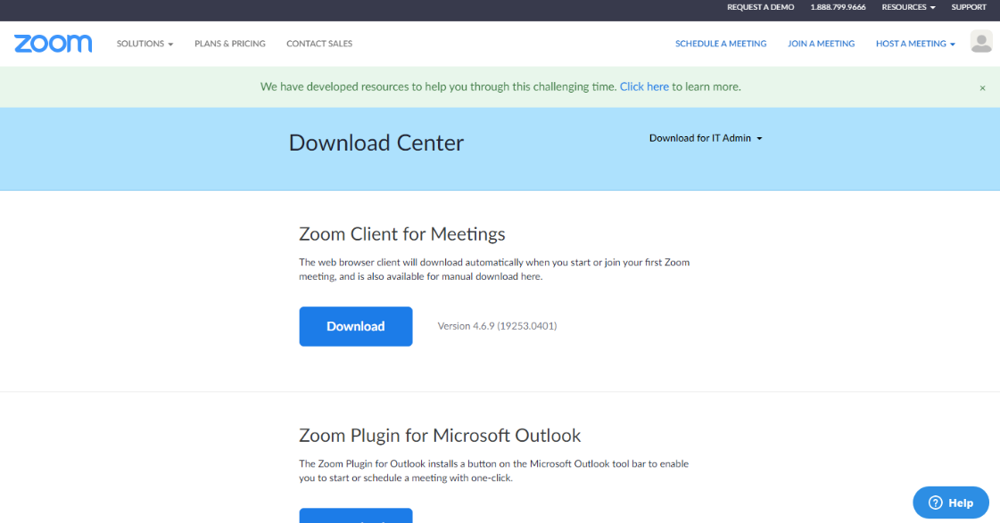 REQUEST A DEMO 1.888.799.9666 RESOURCES SUPPORT
zoom SOLUTIONS PLANS & PRICING CONTACT SALES SCHEDULE A MEETING JOIN A MEETING HOST A MEETING
We have developed resources to help you through this challenging time. Click here to learn more. ×
Download Center
Download for IT Admin
Zoom Client for Meetings
The web browser client will download automatically when you start or join your first Zoom
meeting, and is also available for manual download here.
Download Version 4.6.9 (19253.0401)
Zoom Plugin for Microsoft Outlook
The Zoom Plugin for Outlook installs a button on the Microsoft Outlook tool bar to enable
you to start or schedule a meeting with one-click.
? Help